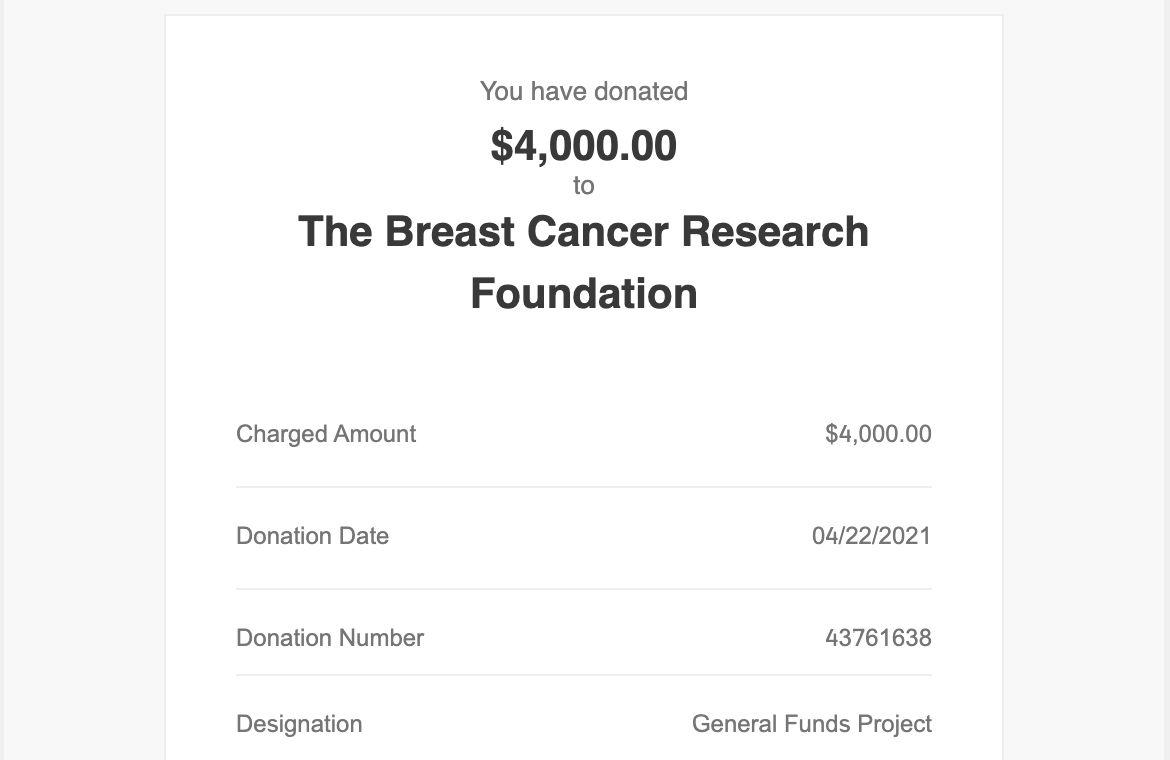 You have donated
$4,000.00
to
The Breast Cancer Research
Foundation
Charged Amount $4,000.00
Donation Date 04/22/2021
Donation Number 43761638
Designation General Funds Project